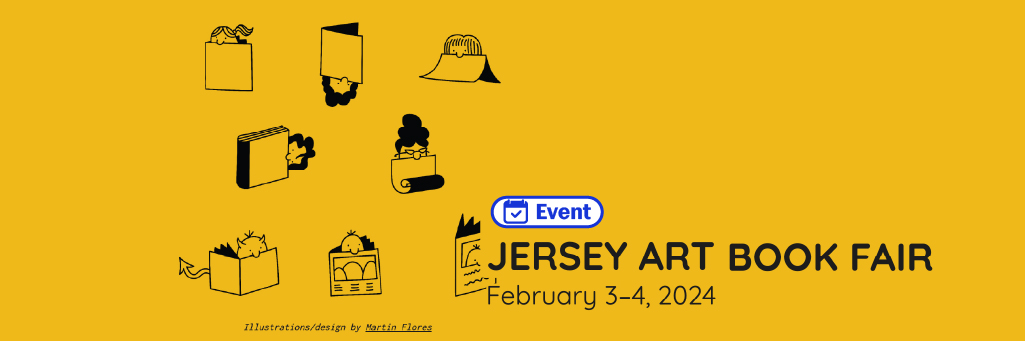 Event
JERSEY ART BOOK FAIR
February 3–4, 2024
Illustrations/design by Martin Flores